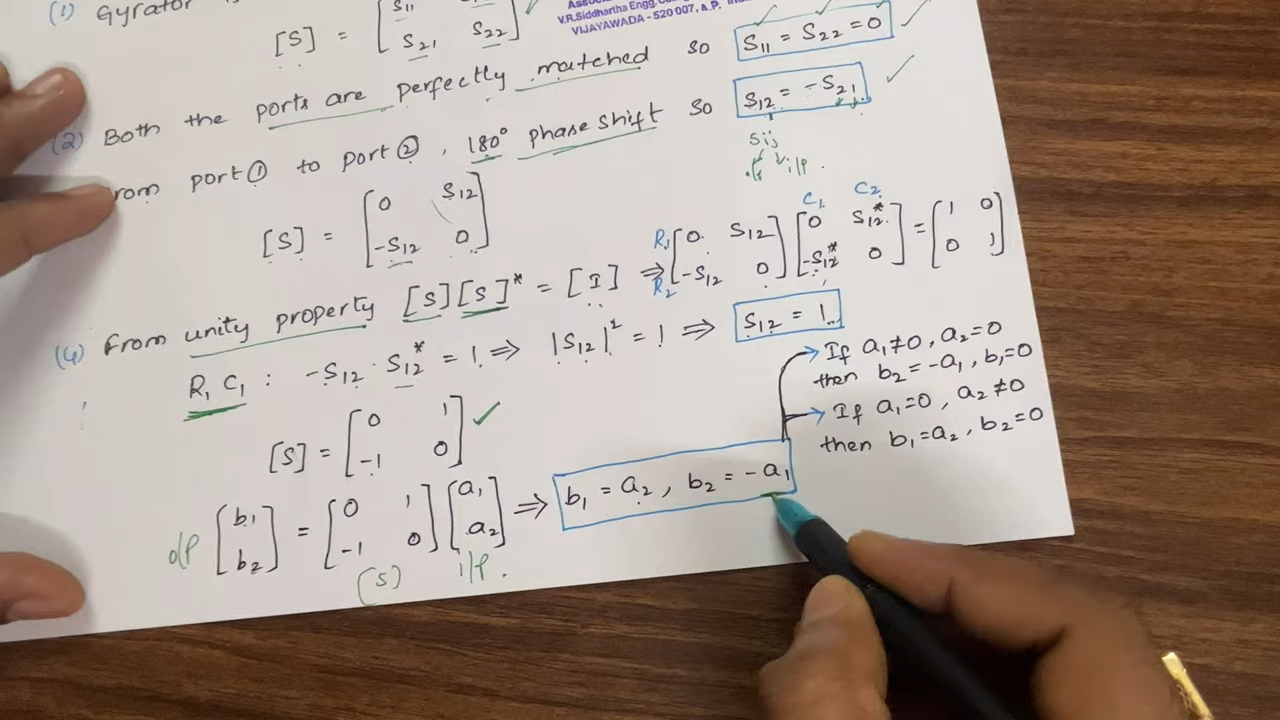 (1) Gyrator is
[S] = [S11
S21 S22]
V.R.Siddhartha Engg.
VIJAYAWADA - 520 007, A.P.
(2) Both the ports are perfectly matched so S11 = S22 = 0
From port ① to port ②, 180° phase shift so S12 = -S21
Sij
i/p.
[S] = [0 S12
-S12 0]
C1 C2
R1 [0 S12] [0 S12*] = [1 0]
R2 [-S12 0] [-S12* 0] [0 1]
(4) From unity property [S][S]* = [I] ⇒
R1 C1 : -S12 · S12* = 1 ⇒ |S12|² = 1 ⇒ S12 = 1
[S] = [0 1
-1 0]
→ If a1≠0, a2=0
then b2=-a1, b1=0
→ If a1=0, a2≠0
then b1=a2, b2=0
o/p [b1 = [0 1 [a1 ⇒ b1 = a2, b2 = -a1
b2] -1 0] a2]
(S) i/p.